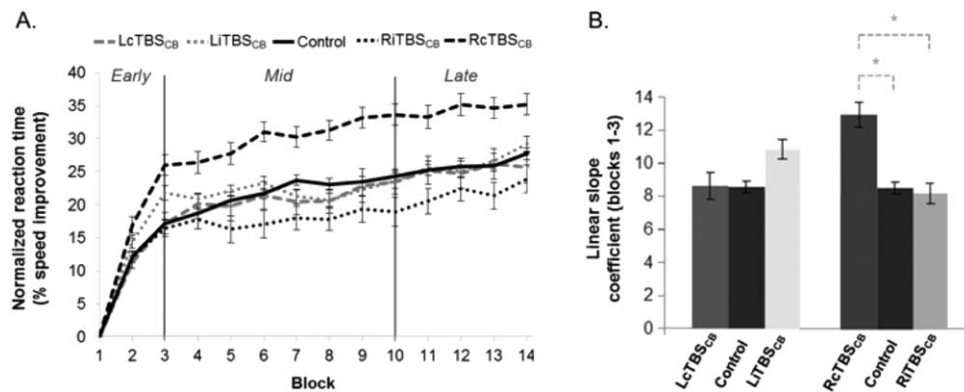 A.
LcTBSCB LiTBSCB Control RiTBSCB RcTBSCB
Early Mid Late
Normalized reaction time
(% speed improvement)
40
35
30
25
20
15
10
5
0
1 2 3 4 5 6 7 8 9 10 11 12 13 14
Block
B.
*
*
Linear slope
coefficient (blocks 1-3)
14
12
10
8
6
4
2
0
LcTBSCB
Control
LiTBSCB
RcTBSCB
Control
RiTBSCB